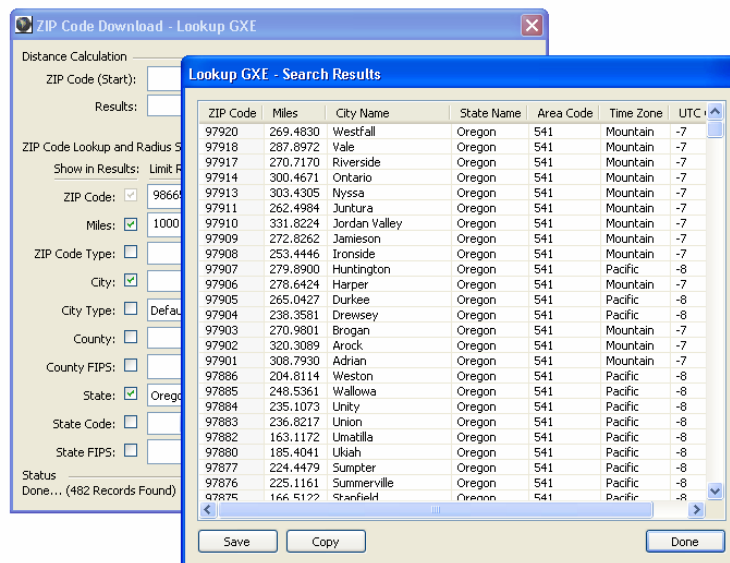 ZIP Code Download - Lookup GXE
Distance Calculation
ZIP Code (Start):
Results:
ZIP Code Lookup and Radius S
Show in Results: Limit R
ZIP Code: 9866
Miles: 1000
ZIP Code Type:
City:
City Type: Defau
County:
County FIPS:
State: Orego
State Code:
State FIPS:
Status
Done... (482 Records Found)
Lookup GXE - Search Results
ZIP Code Miles City Name State Name Area Code Time Zone UTC
97920 269.4830 Westfall Oregon 541 Mountain -7
97918 287.8972 Vale Oregon 541 Mountain -7
97917 270.7170 Riverside Oregon 541 Mountain -7
97914 300.4671 Ontario Oregon 541 Mountain -7
97913 303.4305 Nyssa Oregon 541 Mountain -7
97911 262.4984 Juntura Oregon 541 Mountain -7
97910 331.8224 Jordan Valley Oregon 541 Mountain -7
97909 272.8262 Jamieson Oregon 541 Mountain -7
97908 253.4446 Ironside Oregon 541 Mountain -7
97907 279.8900 Huntington Oregon 541 Pacific -8
97906 278.6424 Harper Oregon 541 Mountain -7
97905 265.0427 Durkee Oregon 541 Pacific -8
97904 238.3581 Drewsey Oregon 541 Pacific -8
97903 270.9801 Brogan Oregon 541 Mountain -7
97902 320.3089 Arock Oregon 541 Mountain -7
97901 308.7930 Adrian Oregon 541 Mountain -7
97886 204.8114 Weston Oregon 541 Pacific -8
97885 248.5361 Wallowa Oregon 541 Pacific -8
97884 235.1073 Unity Oregon 541 Pacific -8
97883 236.8217 Union Oregon 541 Pacific -8
97882 163.1172 Umatilla Oregon 541 Pacific -8
97880 185.4041 Ukiah Oregon 541 Pacific -8
97877 224.4479 Sumpter Oregon 541 Pacific -8
97876 225.1161 Summerville Oregon 541 Pacific -8
97875 166.5122 Stanfield Oregon 541 Pacific -8
Save Copy Done